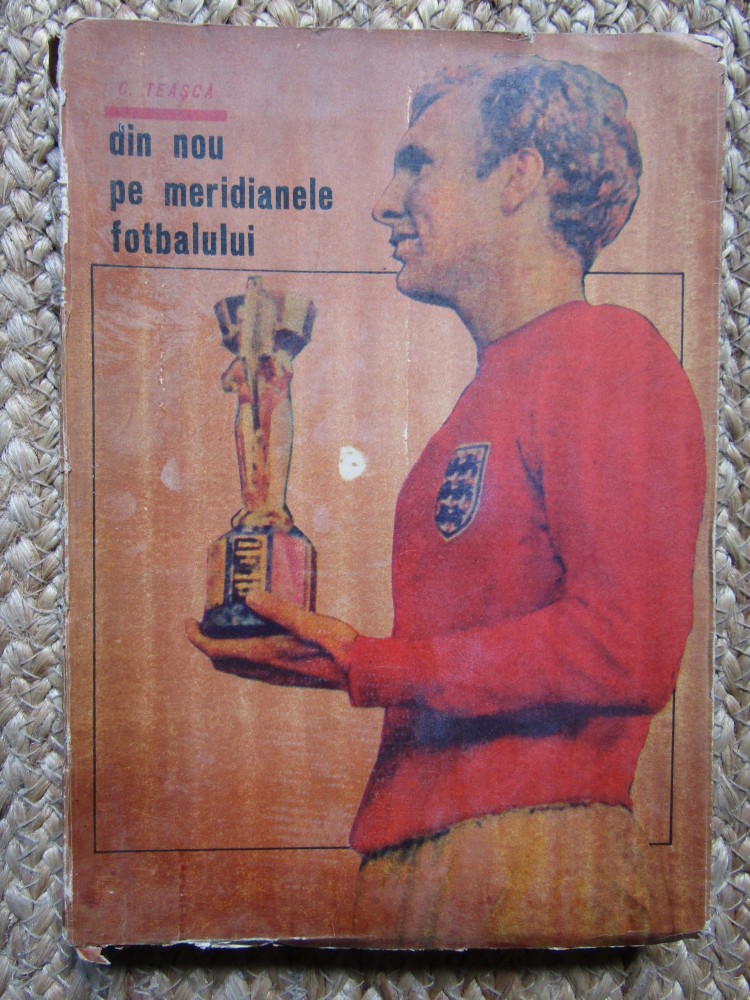 C. TEAȘCĂ
din nou
pe meridianele
fotbalului